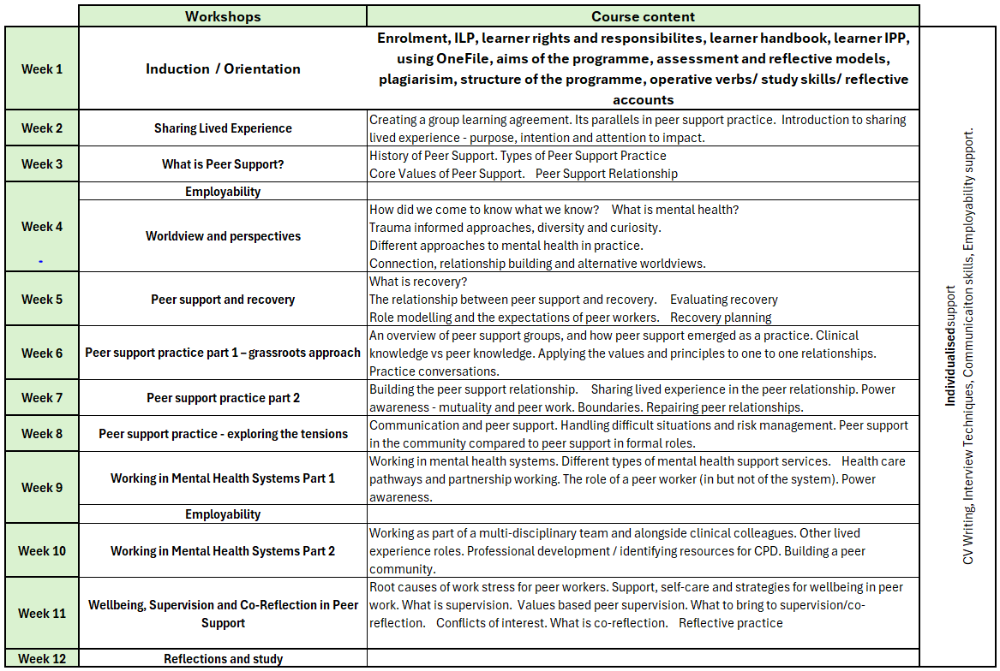 Workshops
Course content
Week 1
Induction / Orientation
Enrolment, ILP, learner rights and responsibilites, learner handbook, learner IPP,
using OneFile, aims of the programme, assessment and reflective models,
plagiarisim, structure of the programme, operative verbs/ study skills/ reflective
accounts
Week 2
Sharing Lived Experience
Creating a group learning agreement. Its parallels in peer support practice. Introduction to sharing
lived experience - purpose, intention and attention to impact.
Week 3
What is Peer Support?
History of Peer Support. Types of Peer Support Practice
Core Values of Peer Support. Peer Support Relationship
Week 4
-
Employability
Worldview and perspectives
How did we come to know what we know? What is mental health?
Trauma informed approaches, diversity and curiosity.
Different approaches to mental health in practice.
Connection, relationship building and alternative worldviews.
Week 5
Peer support and recovery
What is recovery?
The relationship between peer support and recovery. Evaluating recovery
Role modelling and the expectations of peer workers. Recovery planning
Week 6
Peer support practice part 1 – grassroots approach
An overview of peer support groups, and how peer support emerged as a practice. Clinical
knowledge vs peer knowledge. Applying the values and principles to one to one relationships.
Practice conversations.
Week 7
Peer support practice part 2
Building the peer support relationship. Sharing lived experience in the peer relationship. Power
awareness - mutuality and peer work. Boundaries. Repairing peer relationships.
Week 8
Peer support practice - exploring the tensions
Communication and peer support. Handling difficult situations and risk management. Peer support
in the community compared to peer support in formal roles.
Week 9
Working in Mental Health Systems Part 1
Working in mental health systems. Different types of mental health support services. Health care
pathways and partnership working. The role of a peer worker (in but not of the system). Power
awareness.
Employability
Week 10
Working in Mental Health Systems Part 2
Working as part of a multi-disciplinary team and alongside clinical colleagues. Other lived
experience roles. Professional development / identifying resources for CPD. Building a peer
community.
Week 11
Wellbeing, Supervision and Co-Reflection in Peer
Support
Root causes of work stress for peer workers. Support, self-care and strategies for wellbeing in peer
work. What is supervision. Values based peer supervision. What to bring to supervision/co-
reflection. Conflicts of interest. What is co-reflection. Reflective practice
Week 12
Reflections and study
Individualisedsupport
CV Writing, Interview Techniques, Communicaiton skills, Employability support.